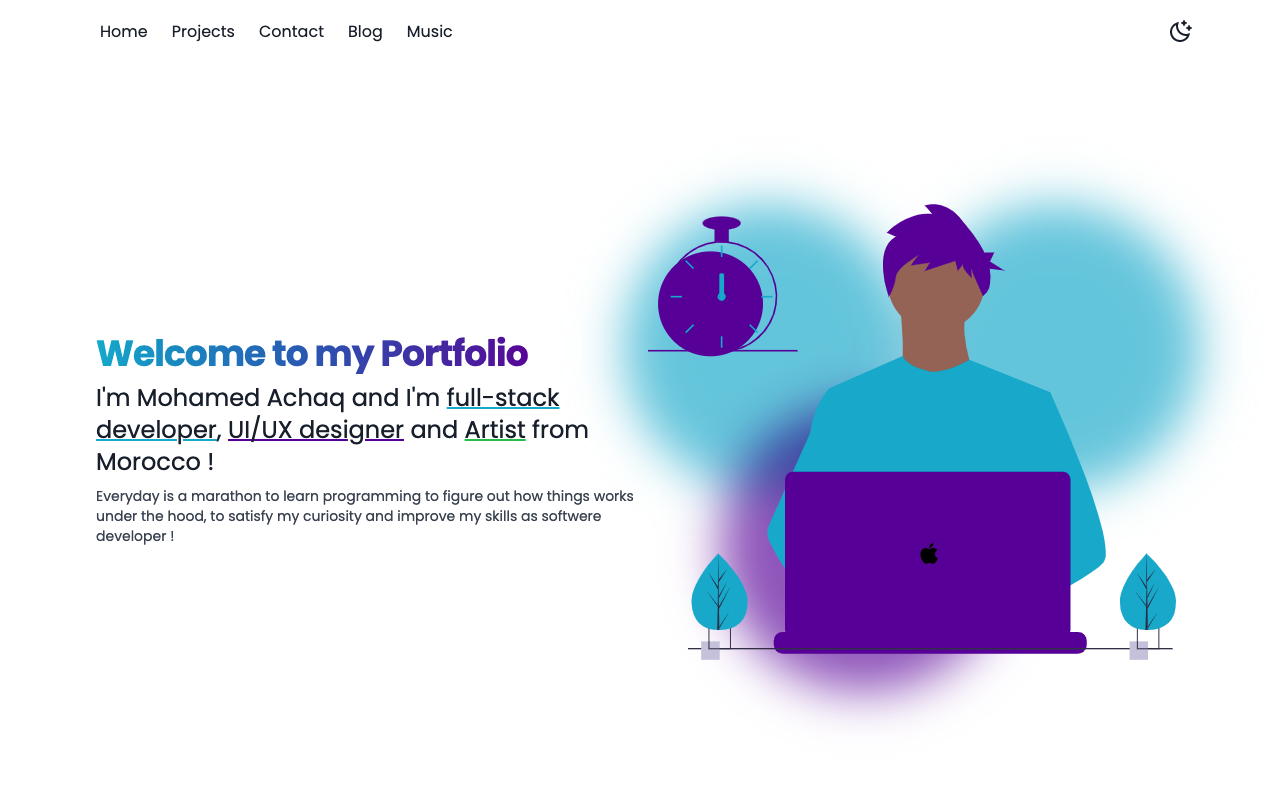 Home Projects Contact Blog Music
Welcome to my Portfolio
I'm Mohamed Achaq and I'm full-stack
developer, UI/UX designer and Artist from
Morocco !
Everyday is a marathon to learn programming to figure out how things works
under the hood, to satisfy my curiosity and improve my skills as softwere
developer !